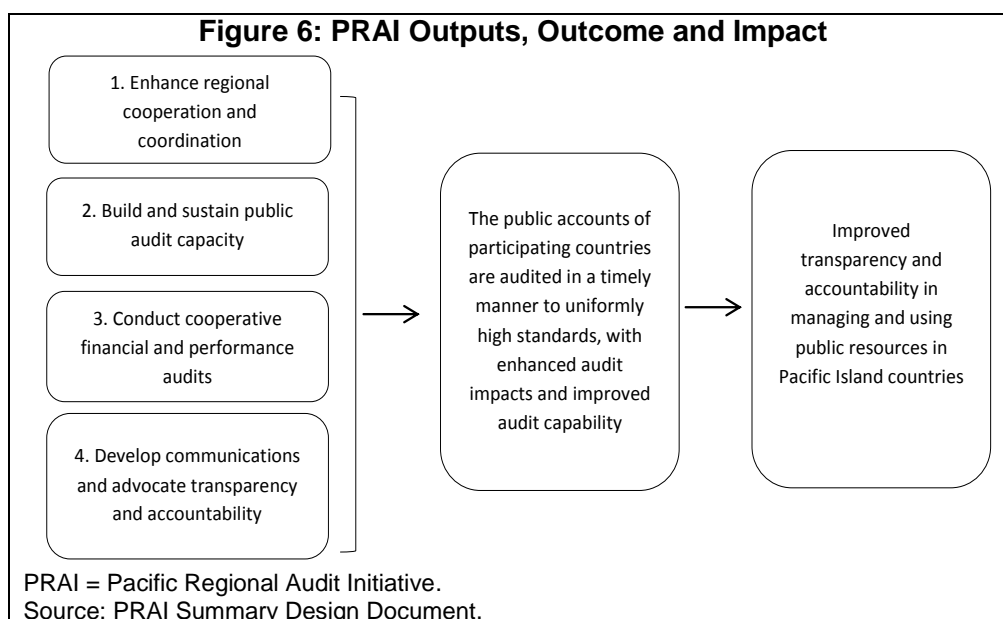 Figure 6: PRAI Outputs, Outcome and Impact
1. Enhance regional
cooperation and
coordination
2. Build and sustain public
audit capacity
3. Conduct cooperative
financial and performance
audits
4. Develop communications
and advocate transparency
and accountability
The public accounts of
participating countries
are audited in a timely
manner to uniformly
high standards, with
enhanced audit
impacts and improved
audit capability
Improved
transparency and
accountability in
managing and using
public resources in
Pacific Island countries
PRAI = Pacific Regional Audit Initiative.
Source: PRAI Summary Design Document.